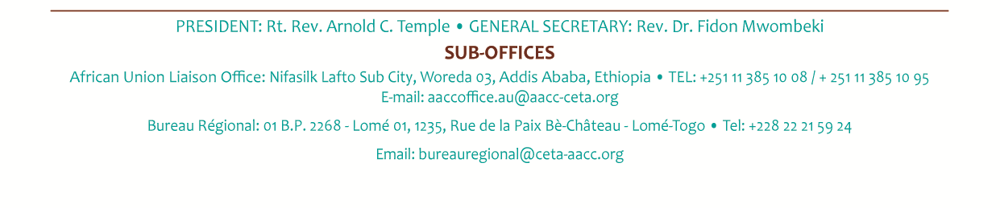 PRESIDENT: Rt. Rev. Arnold C. Temple • GENERAL SECRETARY: Rev. Dr. Fidon Mwombeki
SUB-OFFICES
African Union Liaison Office: Nifasilk Lafto Sub City, Woreda 03, Addis Ababa, Ethiopia • TEL: +251 11 385 10 08 / + 251 11 385 10 95
E-mail: aaccoffice.au@aacc-ceta.org
Bureau Régional: 01 B.P. 2268 - Lomé 01, 1235, Rue de la Paix Bè-Château - Lomé-Togo • Tel: +228 22 21 59 24
Email: bureauregional@ceta-aacc.org